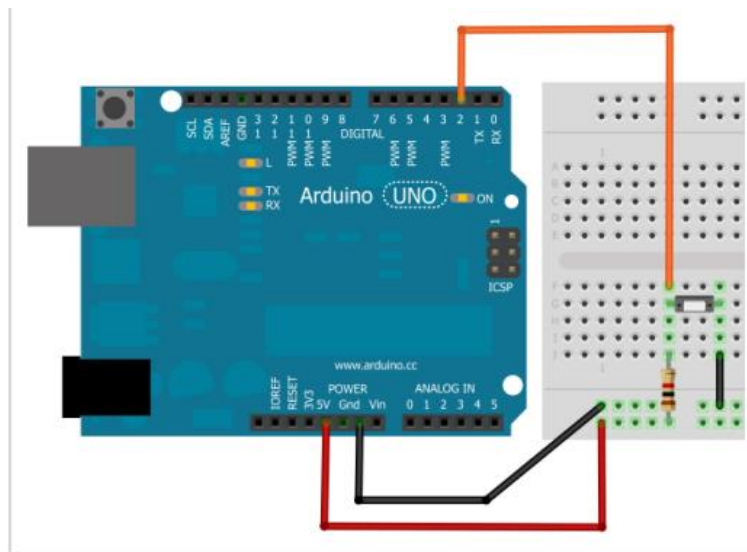 SCL
SDA
AREF
GND
13
12
PWM 11
PWM 10
PWM 9
8
DIGITAL
7
PWM 6
PWM 5
4
PWM 3
2
TX 1
RX 0
L
TX
RX
Arduino UNO
ON
1
ICSP
www.arduino.cc
POWER
ANALOG IN
IOREF
RESET
3V3
5V
Gnd
Vin
0 1 2 3 4 5
1
A
B
C
D
E
F
G
H
I
J
1